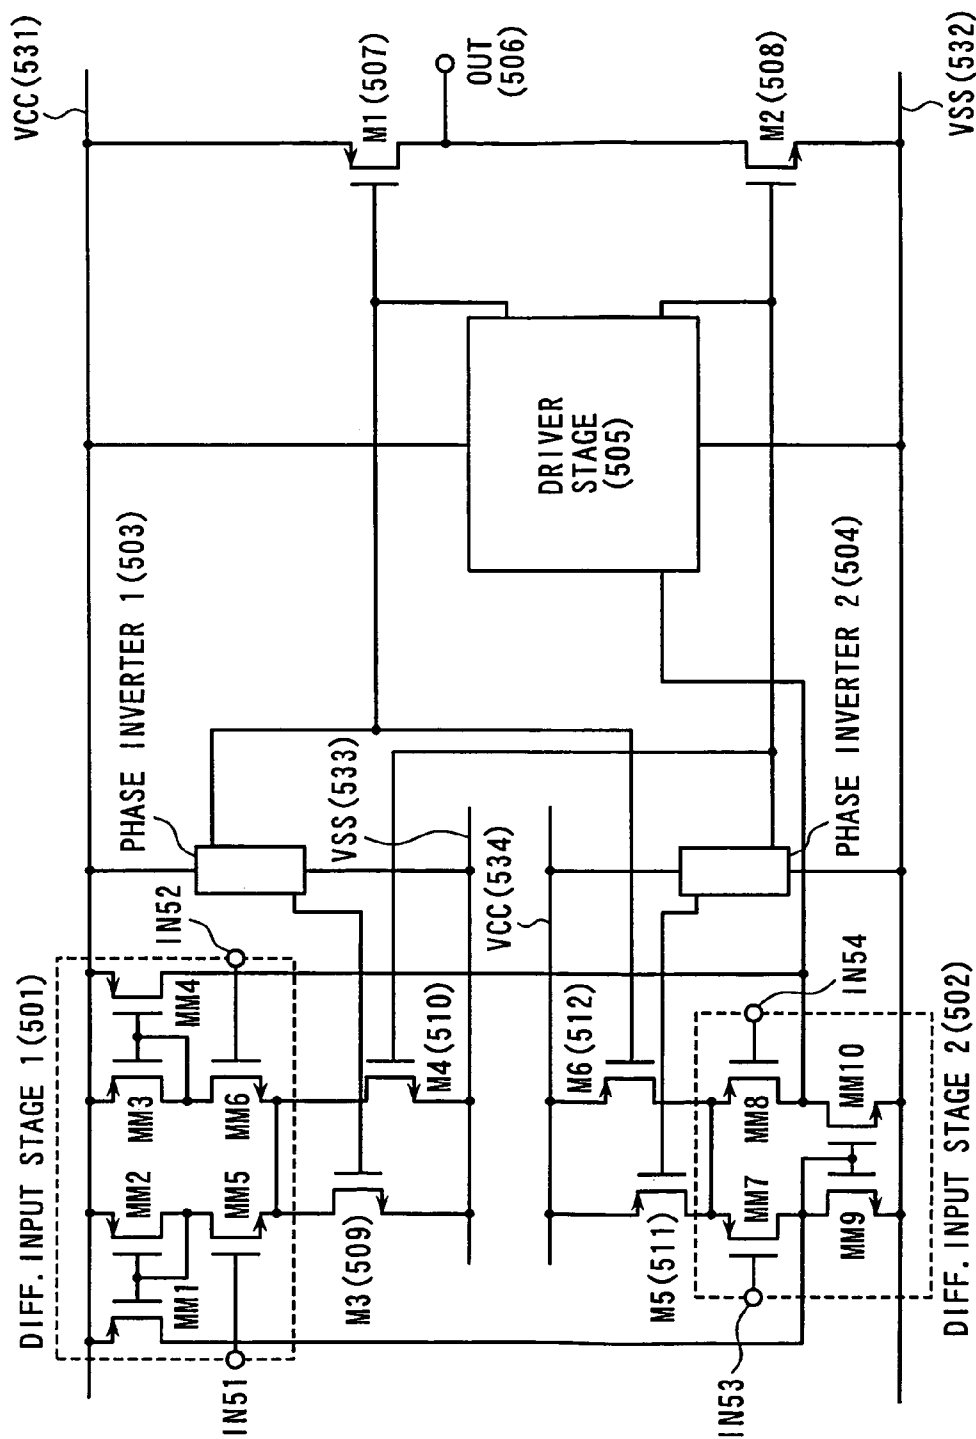 VCC(531)
M1(507)
OUT
(506)
M2(508)
VSS(532)
DRIVER
STAGE
(505)
PHASE INVERTER 1(503)
VSS(533)
VCC(534)
PHASE INVERTER 2(504)
DIFF. INPUT STAGE 1(501)
IN51
IN52
MM1
MM2
MM3
MM4
MM5
MM6
M3(509)
M4(510)
M5(511)
M6(512)
IN53
IN54
MM7
MM8
MM9
MM10
DIFF. INPUT STAGE 2(502)